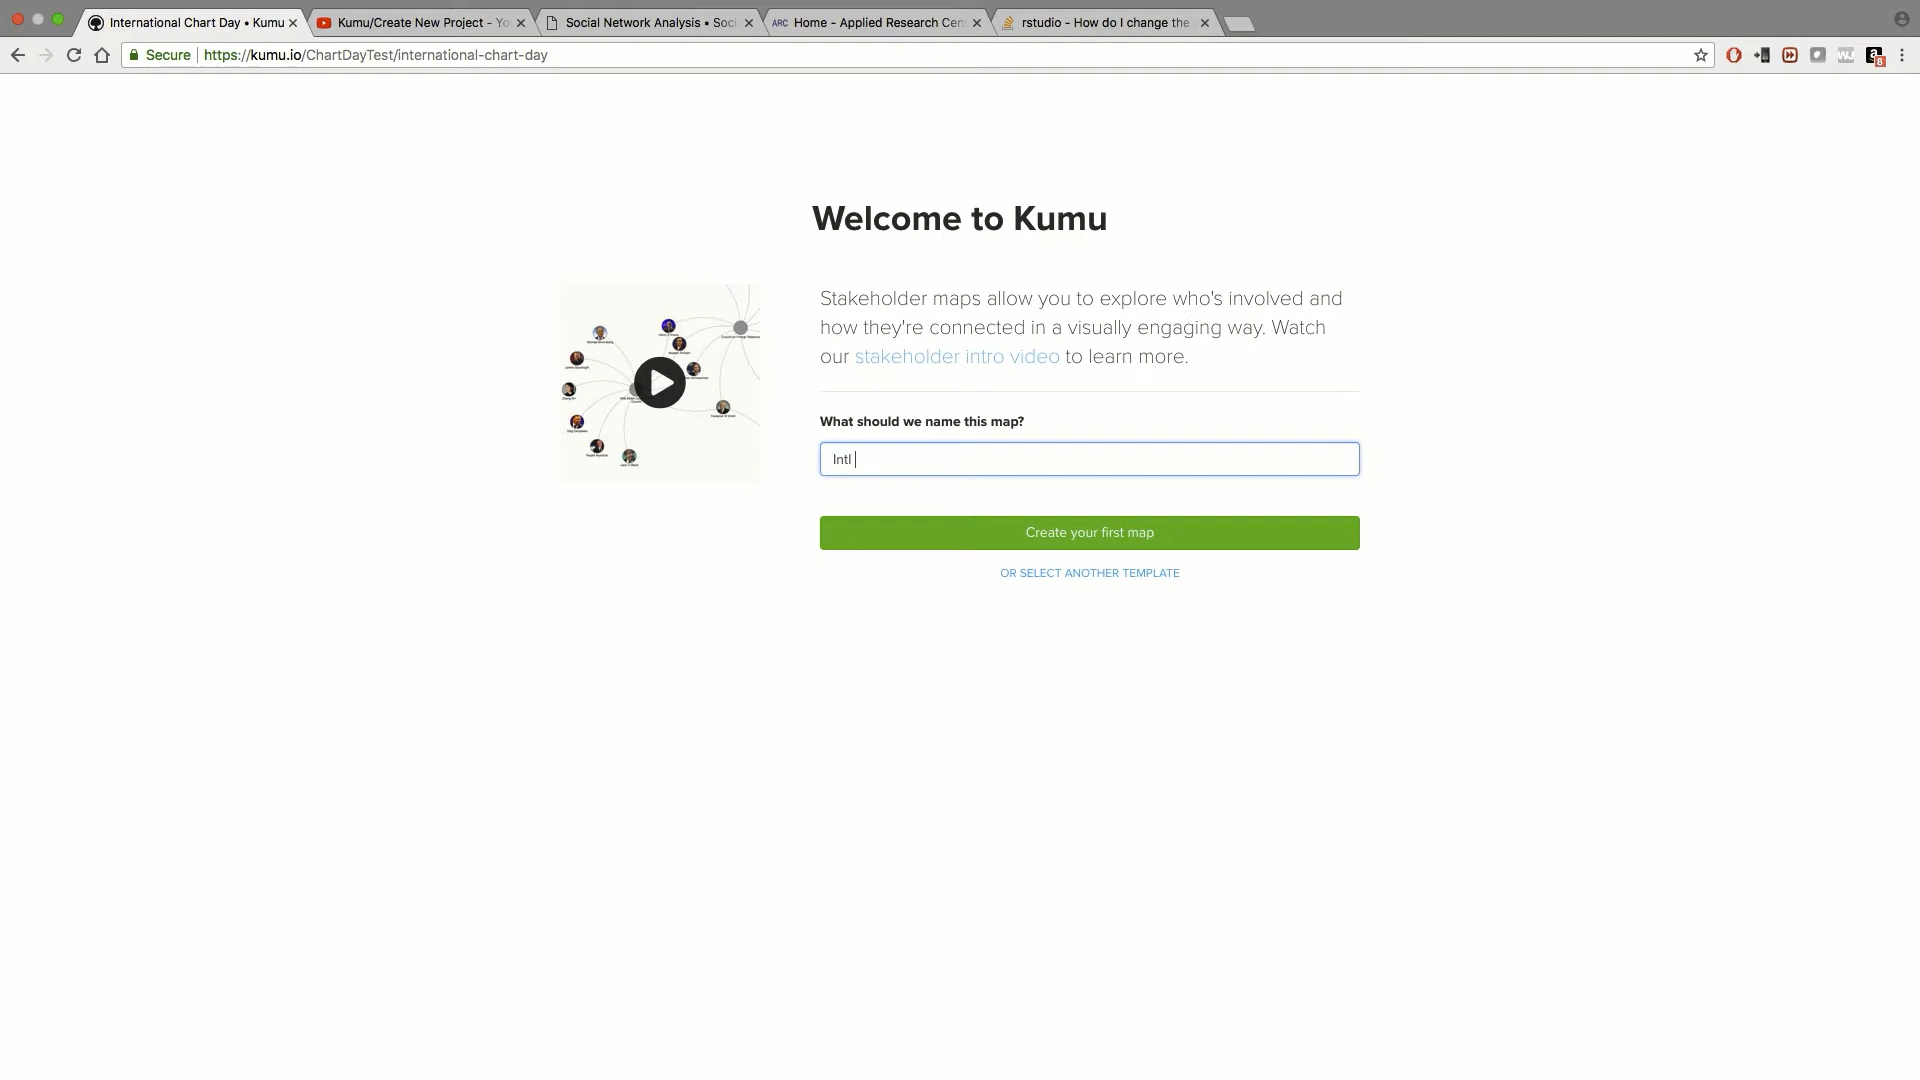 International Chart Day • Kumu
Kumu/Create New Project - Yo
Social Network Analysis • Soci
ARC Home - Applied Research Cen
rstudio - How do I change the
Secure
https://kumu.io/ChartDayTest/international-chart-day
8
Welcome to Kumu
Stakeholder maps allow you to explore who's involved and
how they're connected in a visually engaging way. Watch
our stakeholder intro video to learn more.
What should we name this map?
Intl
Create your first map
OR SELECT ANOTHER TEMPLATE